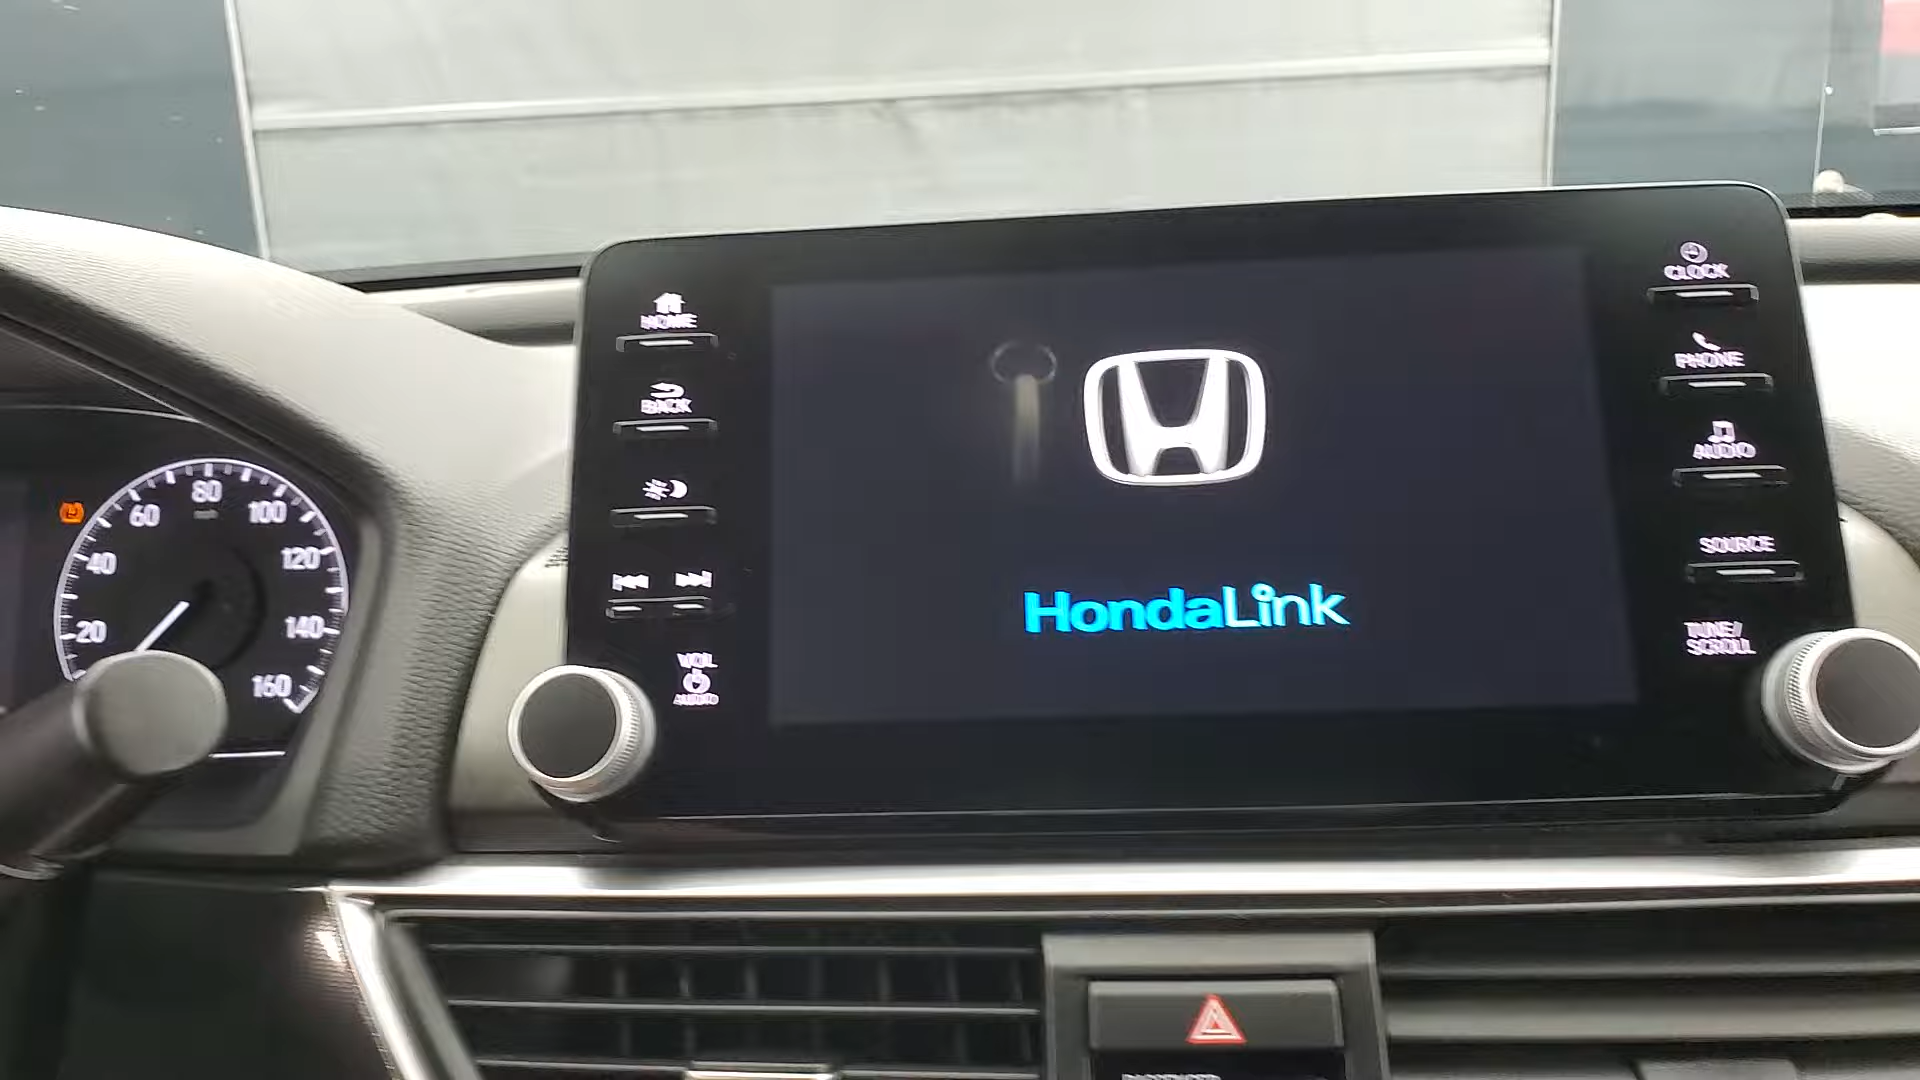 HOME
BACK
VOL
AUDIO
CLOCK
PHONE
AUDIO
SOURCE
TUNE/
SCROLL
HondaLink
20
40
60
80
100
120
140
160
PASSENGER